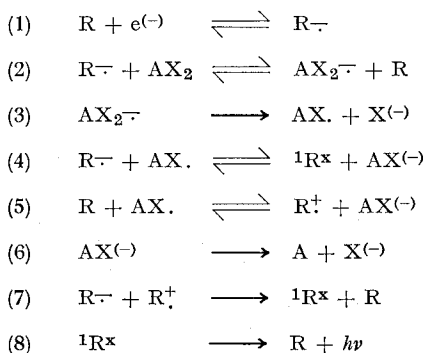 (1) R + e(-) ⇌ R∸
(2) R∸ + AX₂ ⇌ AX₂∸ + R
(3) AX₂∸ ⟶ AX. + X(-)
(4) R∸ + AX. ⇌ ¹Rˣ + AX(-)
(5) R + AX. ⇌ R⨥ + AX(-)
(6) AX(-) ⟶ A + X(-)
(7) R∸ + R⨥ ⟶ ¹Rˣ + R
(8) ¹Rˣ ⟶ R + hν